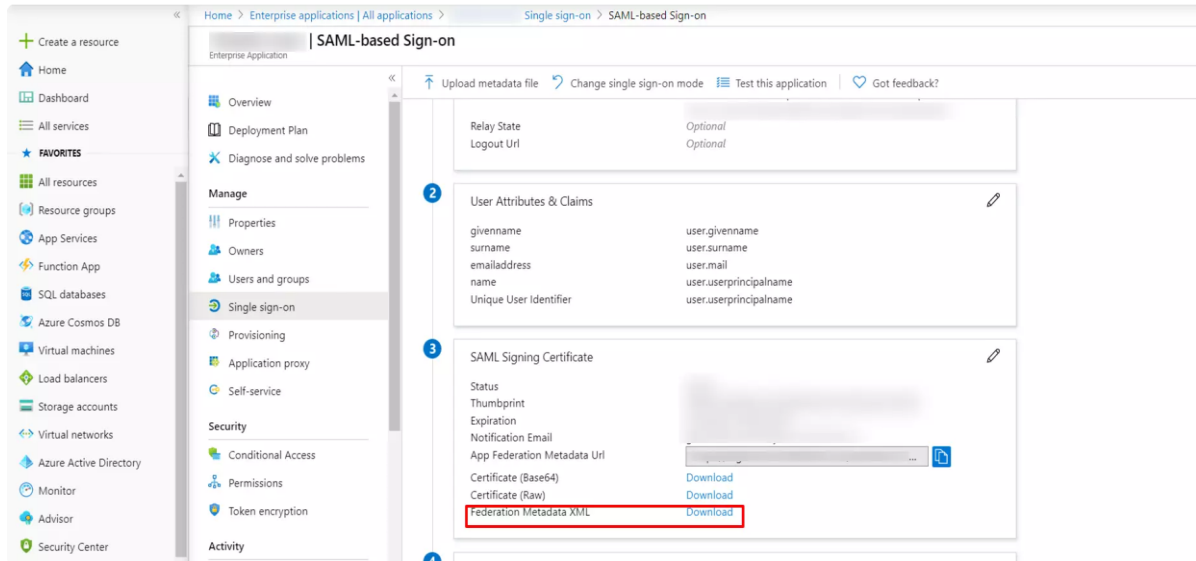 Home > Enterprise applications | All applications > Single sign-on > SAML-based Sign-on
| SAML-based Sign-on
Enterprise Application
Create a resource
Home
Dashboard
All services
FAVORITES
All resources
Resource groups
App Services
Function App
SQL databases
Azure Cosmos DB
Virtual machines
Load balancers
Storage accounts
Virtual networks
Azure Active Directory
Monitor
Advisor
Security Center
Overview
Deployment Plan
Diagnose and solve problems
Manage
Properties
Owners
Users and groups
Single sign-on
Provisioning
Application proxy
Self-service
Security
Conditional Access
Permissions
Token encryption
Activity
Upload metadata file Change single sign-on mode Test this application Got feedback?
Relay State Optional
Logout Url Optional
2
User Attributes & Claims
givenname user.givenname
surname user.surname
emailaddress user.mail
name user.userprincipalname
Unique User Identifier user.userprincipalname
3
SAML Signing Certificate
Status
Thumbprint
Expiration
Notification Email
App Federation Metadata Url ...
Certificate (Base64) Download
Certificate (Raw) Download
Federation Metadata XML Download
4